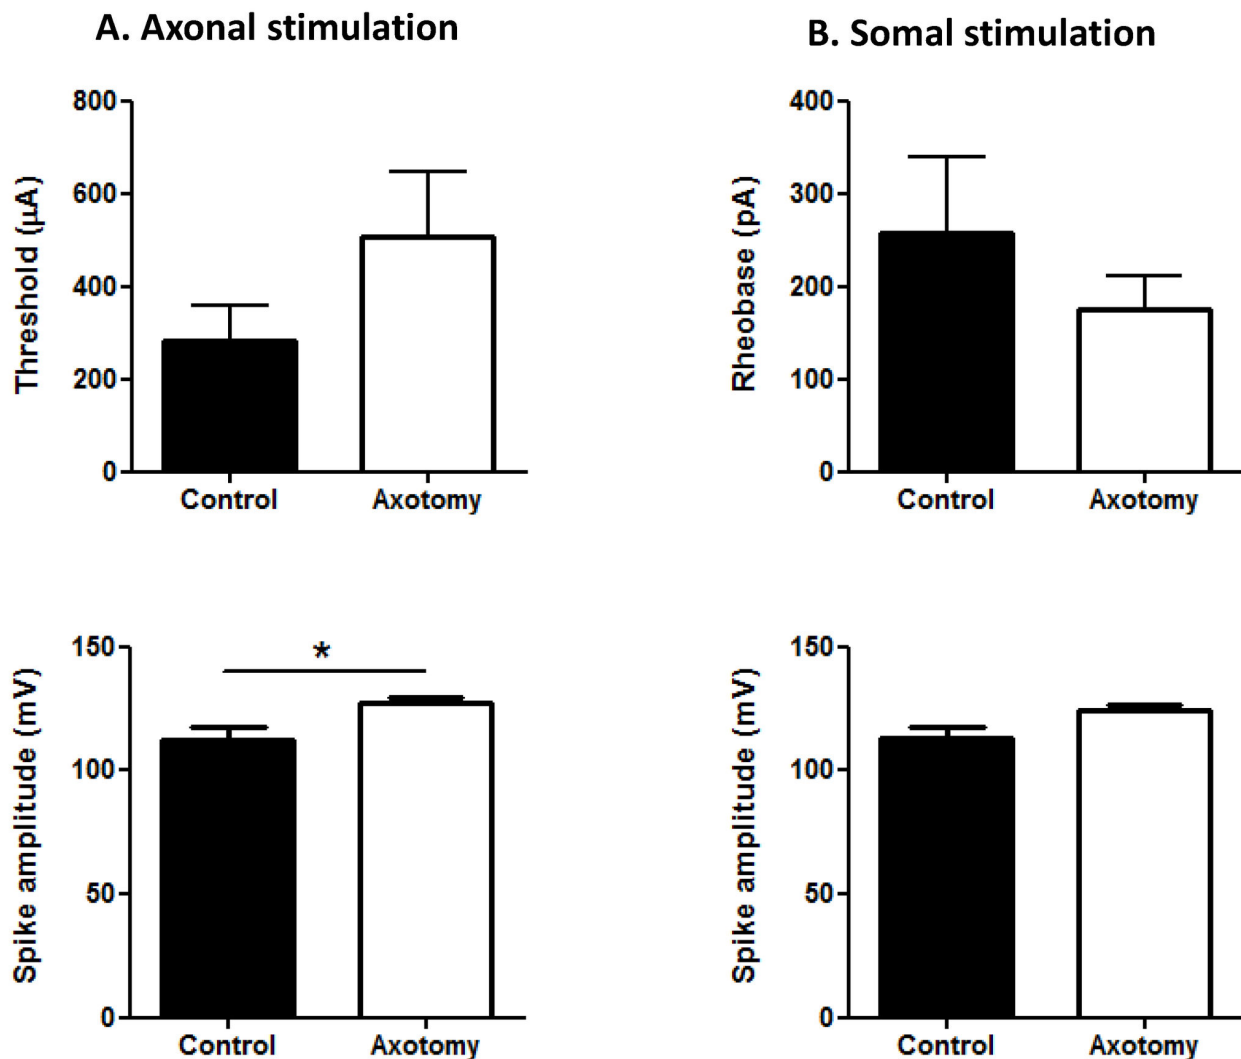 A. Axonal stimulation
800
600
400
200
0
Threshold (µA)
Control
Axotomy
B. Somal stimulation
400
300
200
100
0
Rheobase (pA)
Control
Axotomy
150
100
50
0
Spike amplitude (mV)
*
Control
Axotomy
150
100
50
0
Spike amplitude (mV)
Control
Axotomy